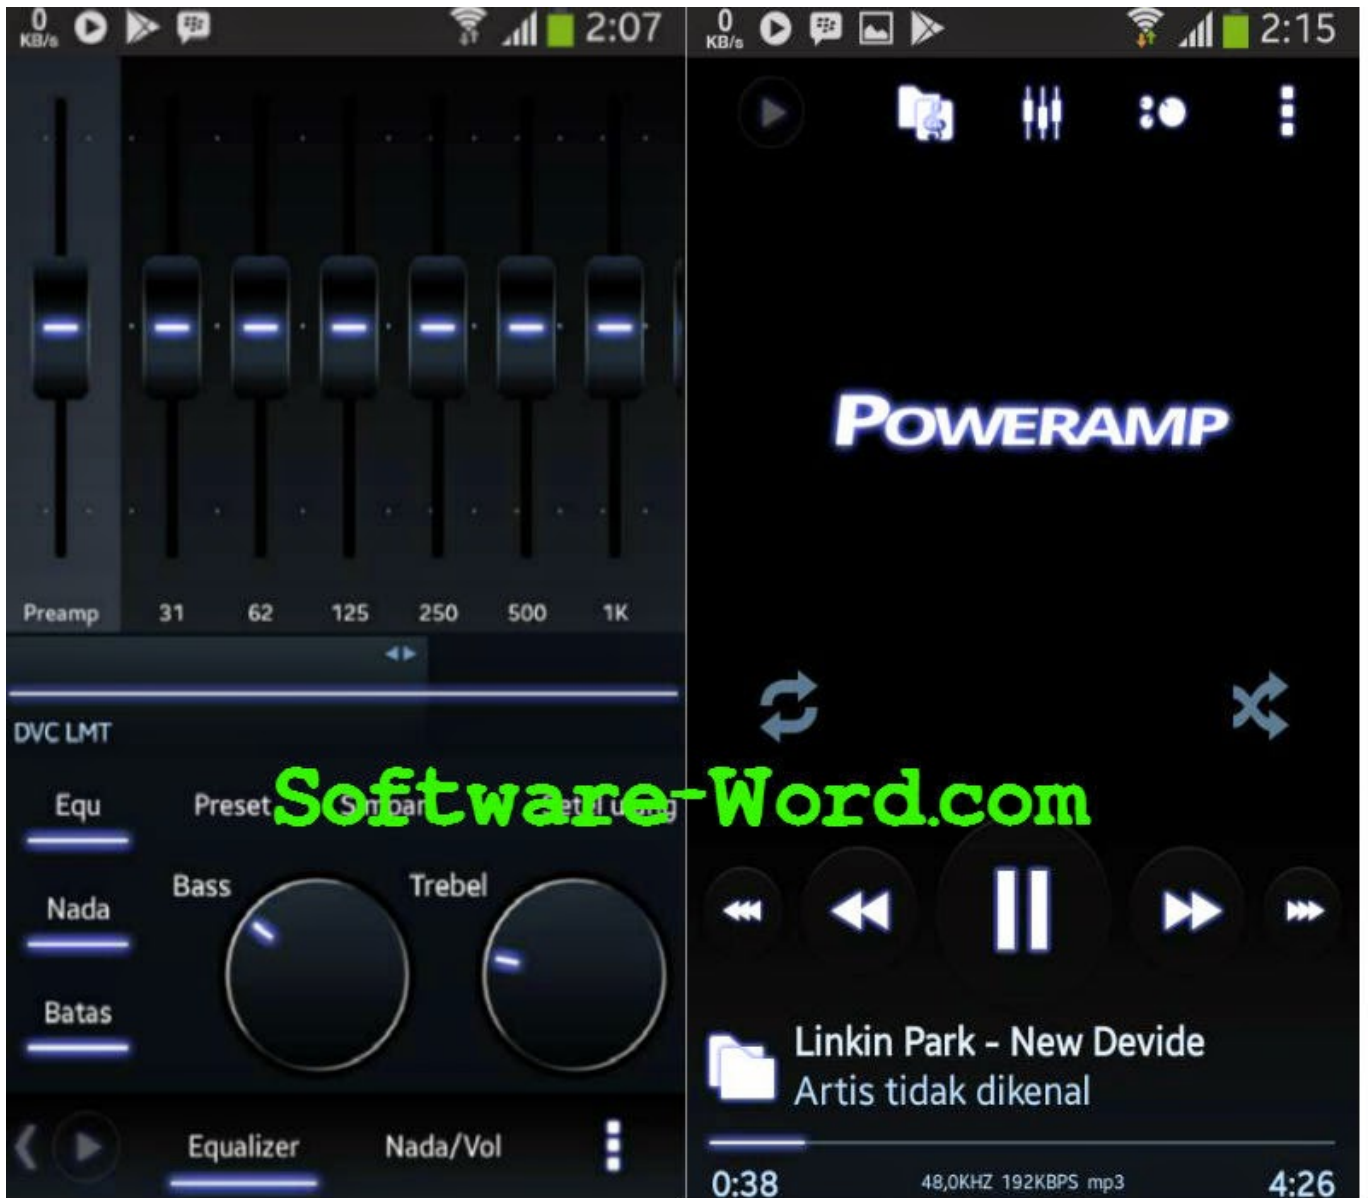 0
KB/s
2:07
Preamp 31 62 125 250 500 1K
DVC LMT
Equ Preset Simpan
Nada
Batas
Bass Trebel
Equalizer Nada/Vol
0
KB/s
2:15
POWERAMP
Software-Word.com
Linkin Park - New Devide
Artis tidak dikenal
0:38 48,0KHZ 192KBPS mp3 4:26